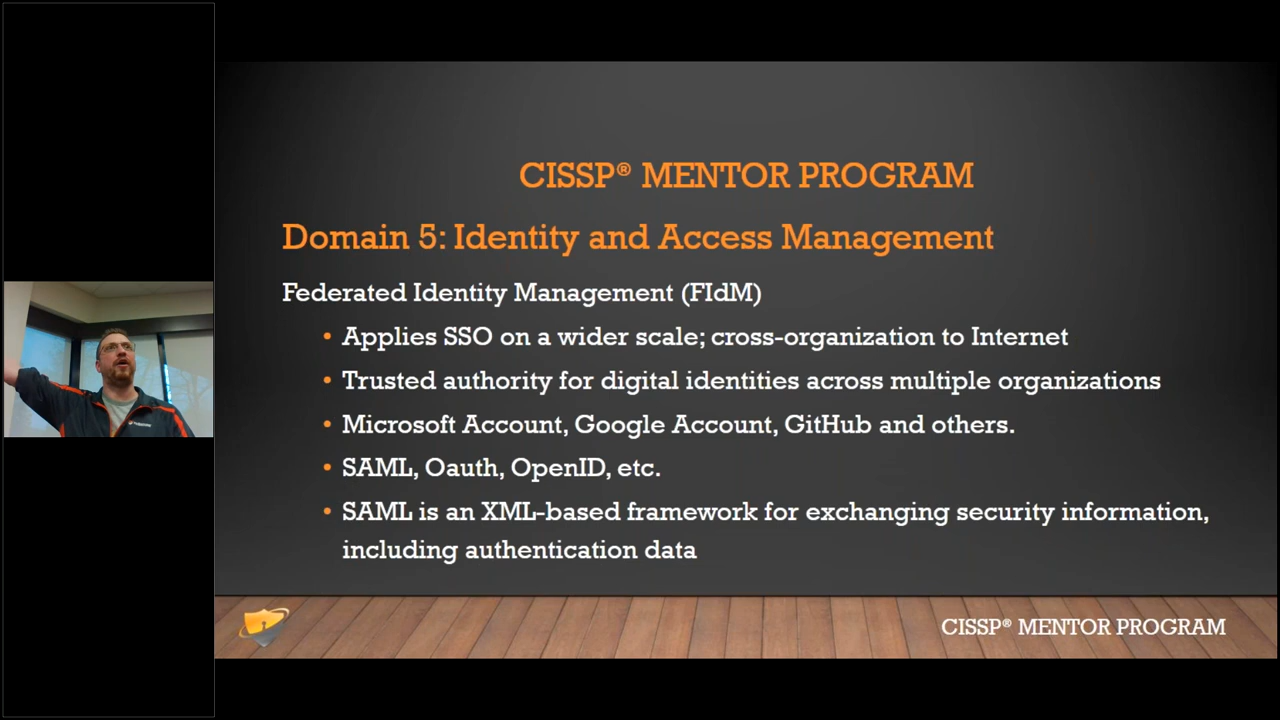 CISSP® MENTOR PROGRAM
Domain 5: Identity and Access Management
Federated Identity Management (FIdM)
• Applies SSO on a wider scale; cross-organization to Internet
• Trusted authority for digital identities across multiple organizations
• Microsoft Account, Google Account, GitHub and others.
• SAML, Oauth, OpenID, etc.
• SAML is an XML-based framework for exchanging security information,
including authentication data
CISSP® MENTOR PROGRAM